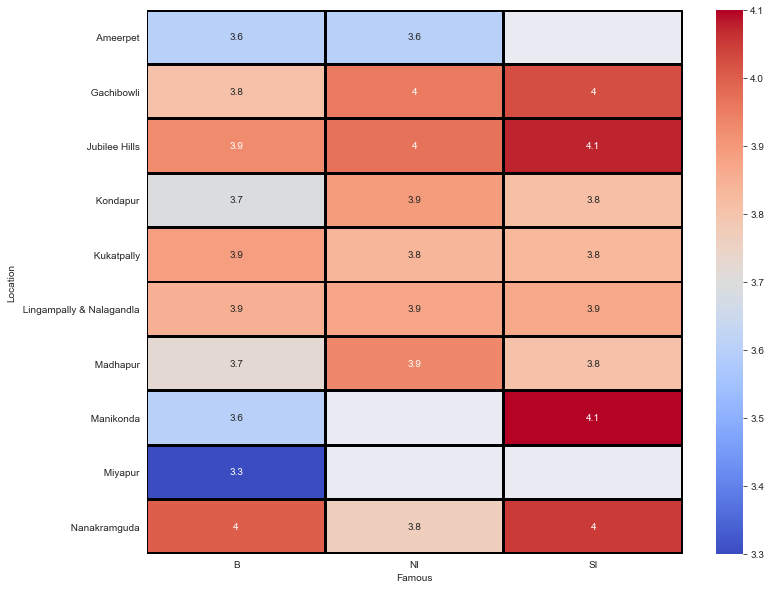 Location
Ameerpet 3.6 3.6
Gachibowli 3.8 4 4
Jubilee Hills 3.9 4 4.1
Kondapur 3.7 3.9 3.8
Kukatpally 3.9 3.8 3.8
Lingampally & Nalagandla 3.9 3.9 3.9
Madhapur 3.7 3.9 3.8
Manikonda 3.6 4.1
Miyapur 3.3
Nanakramguda 4 3.8 4
B NI SI
Famous
4.1
4.0
3.9
3.8
3.7
3.6
3.5
3.4
3.3